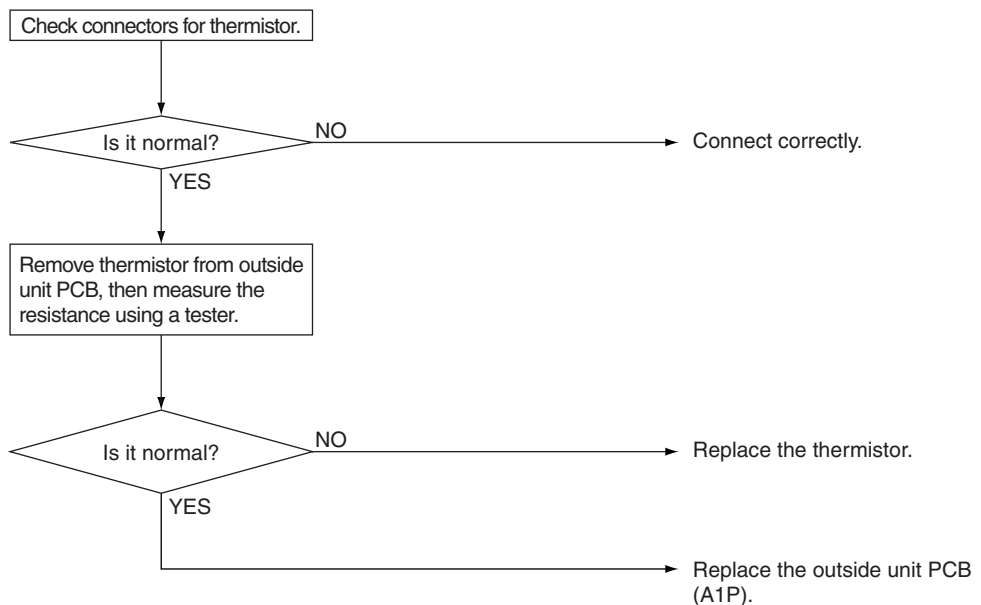 Check connectors for thermistor.
Is it normal?
NO
Connect correctly.
YES
Remove thermistor from outside
unit PCB, then measure the
resistance using a tester.
Is it normal?
NO
Replace the thermistor.
YES
Replace the outside unit PCB
(A1P).